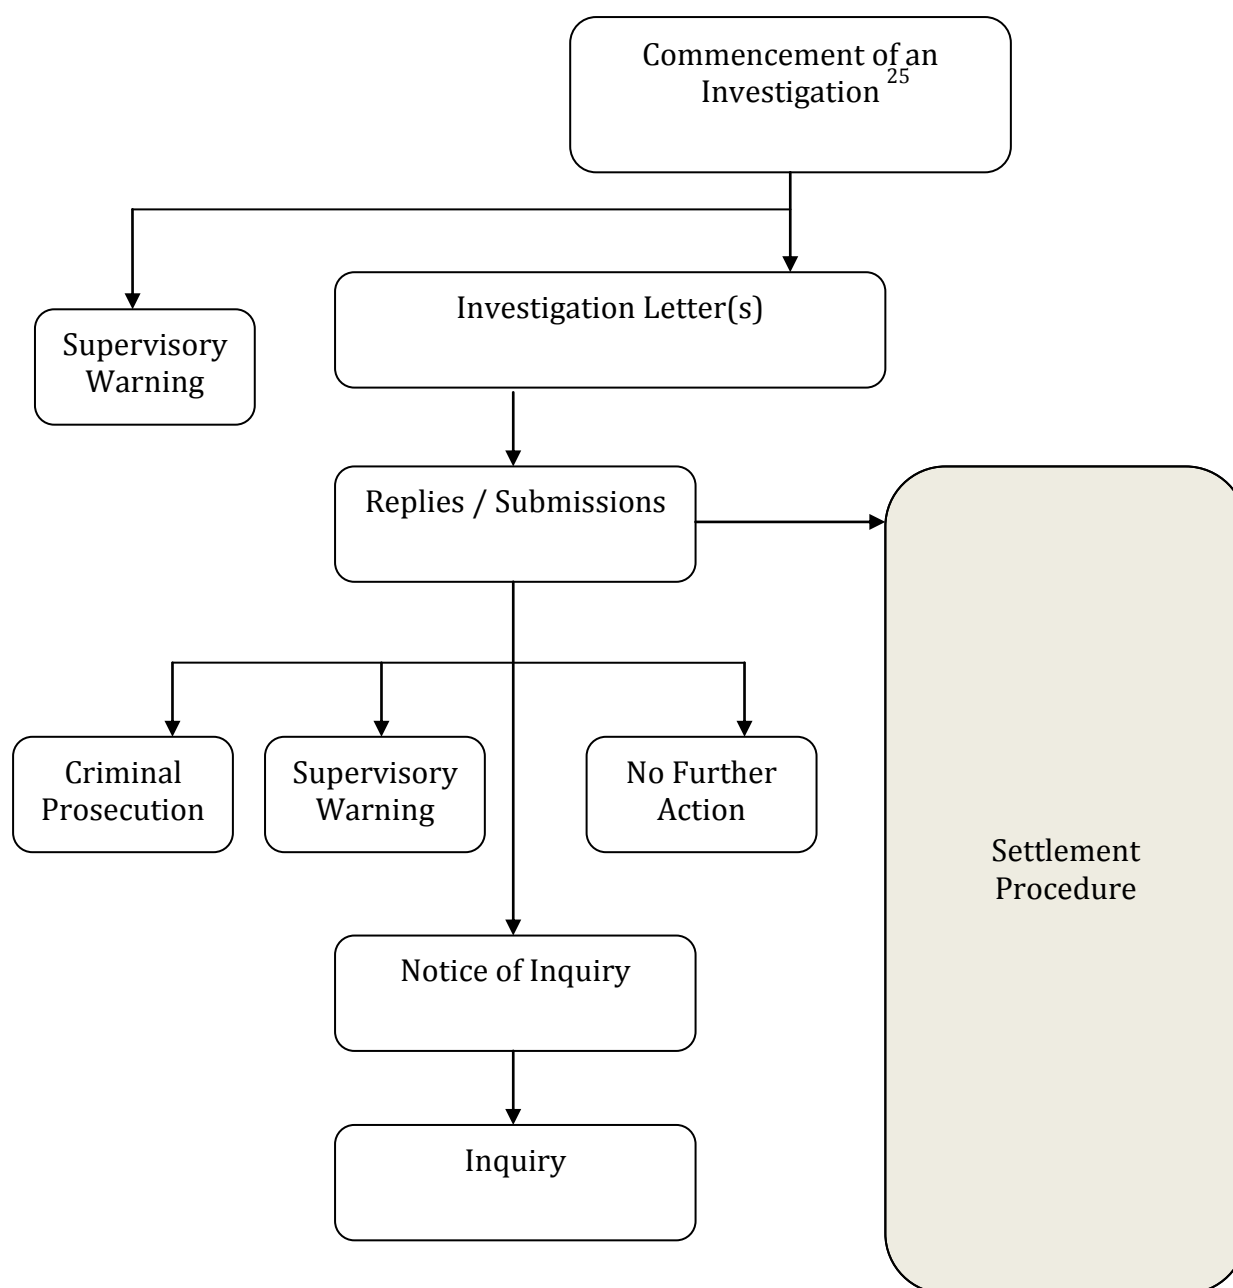 Commencement of an
Investigation 25
Investigation Letter(s)
Supervisory
Warning
Replies / Submissions
Criminal
Prosecution
Supervisory
Warning
No Further
Action
Settlement
Procedure
Notice of Inquiry
Inquiry